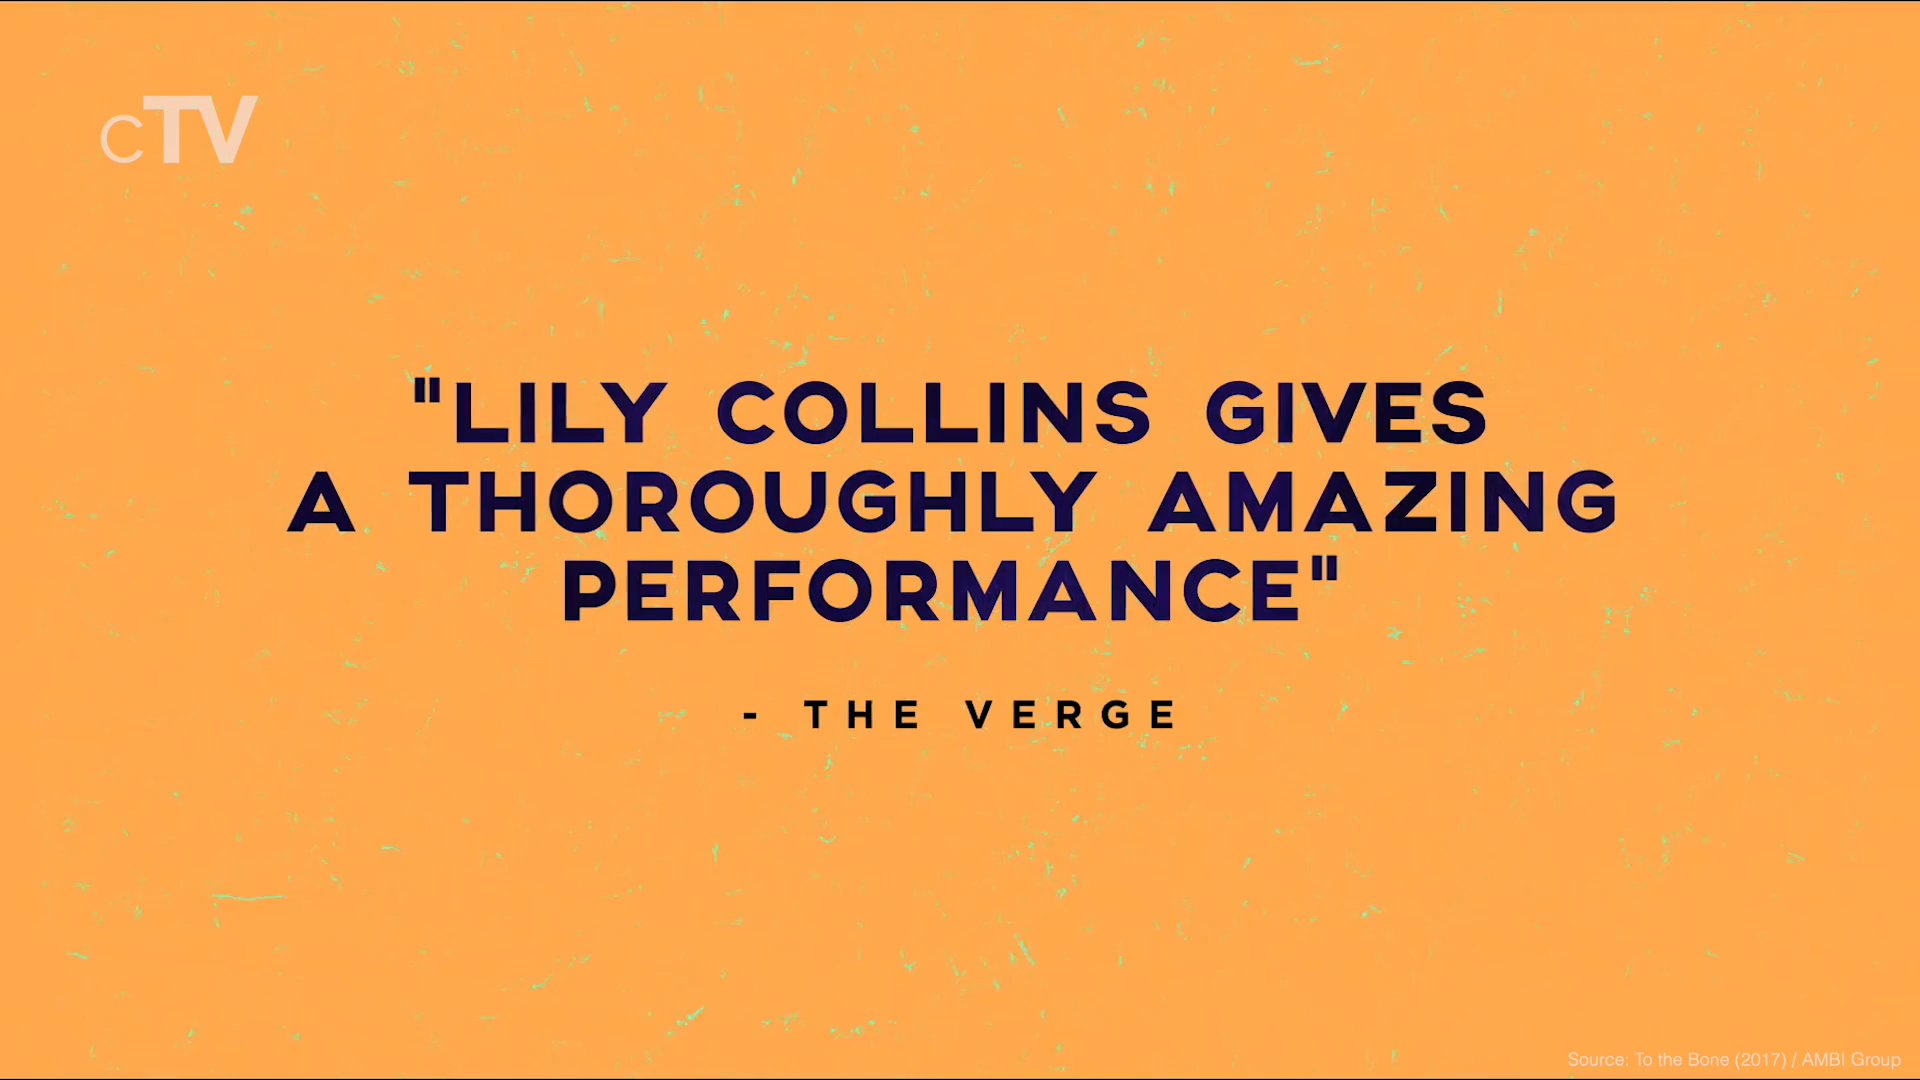 cTV
"LILY COLLINS GIVES
A THOROUGHLY AMAZING
PERFORMANCE"
- THE VERGE
Source: To the Bone (2017) / AMBI Group